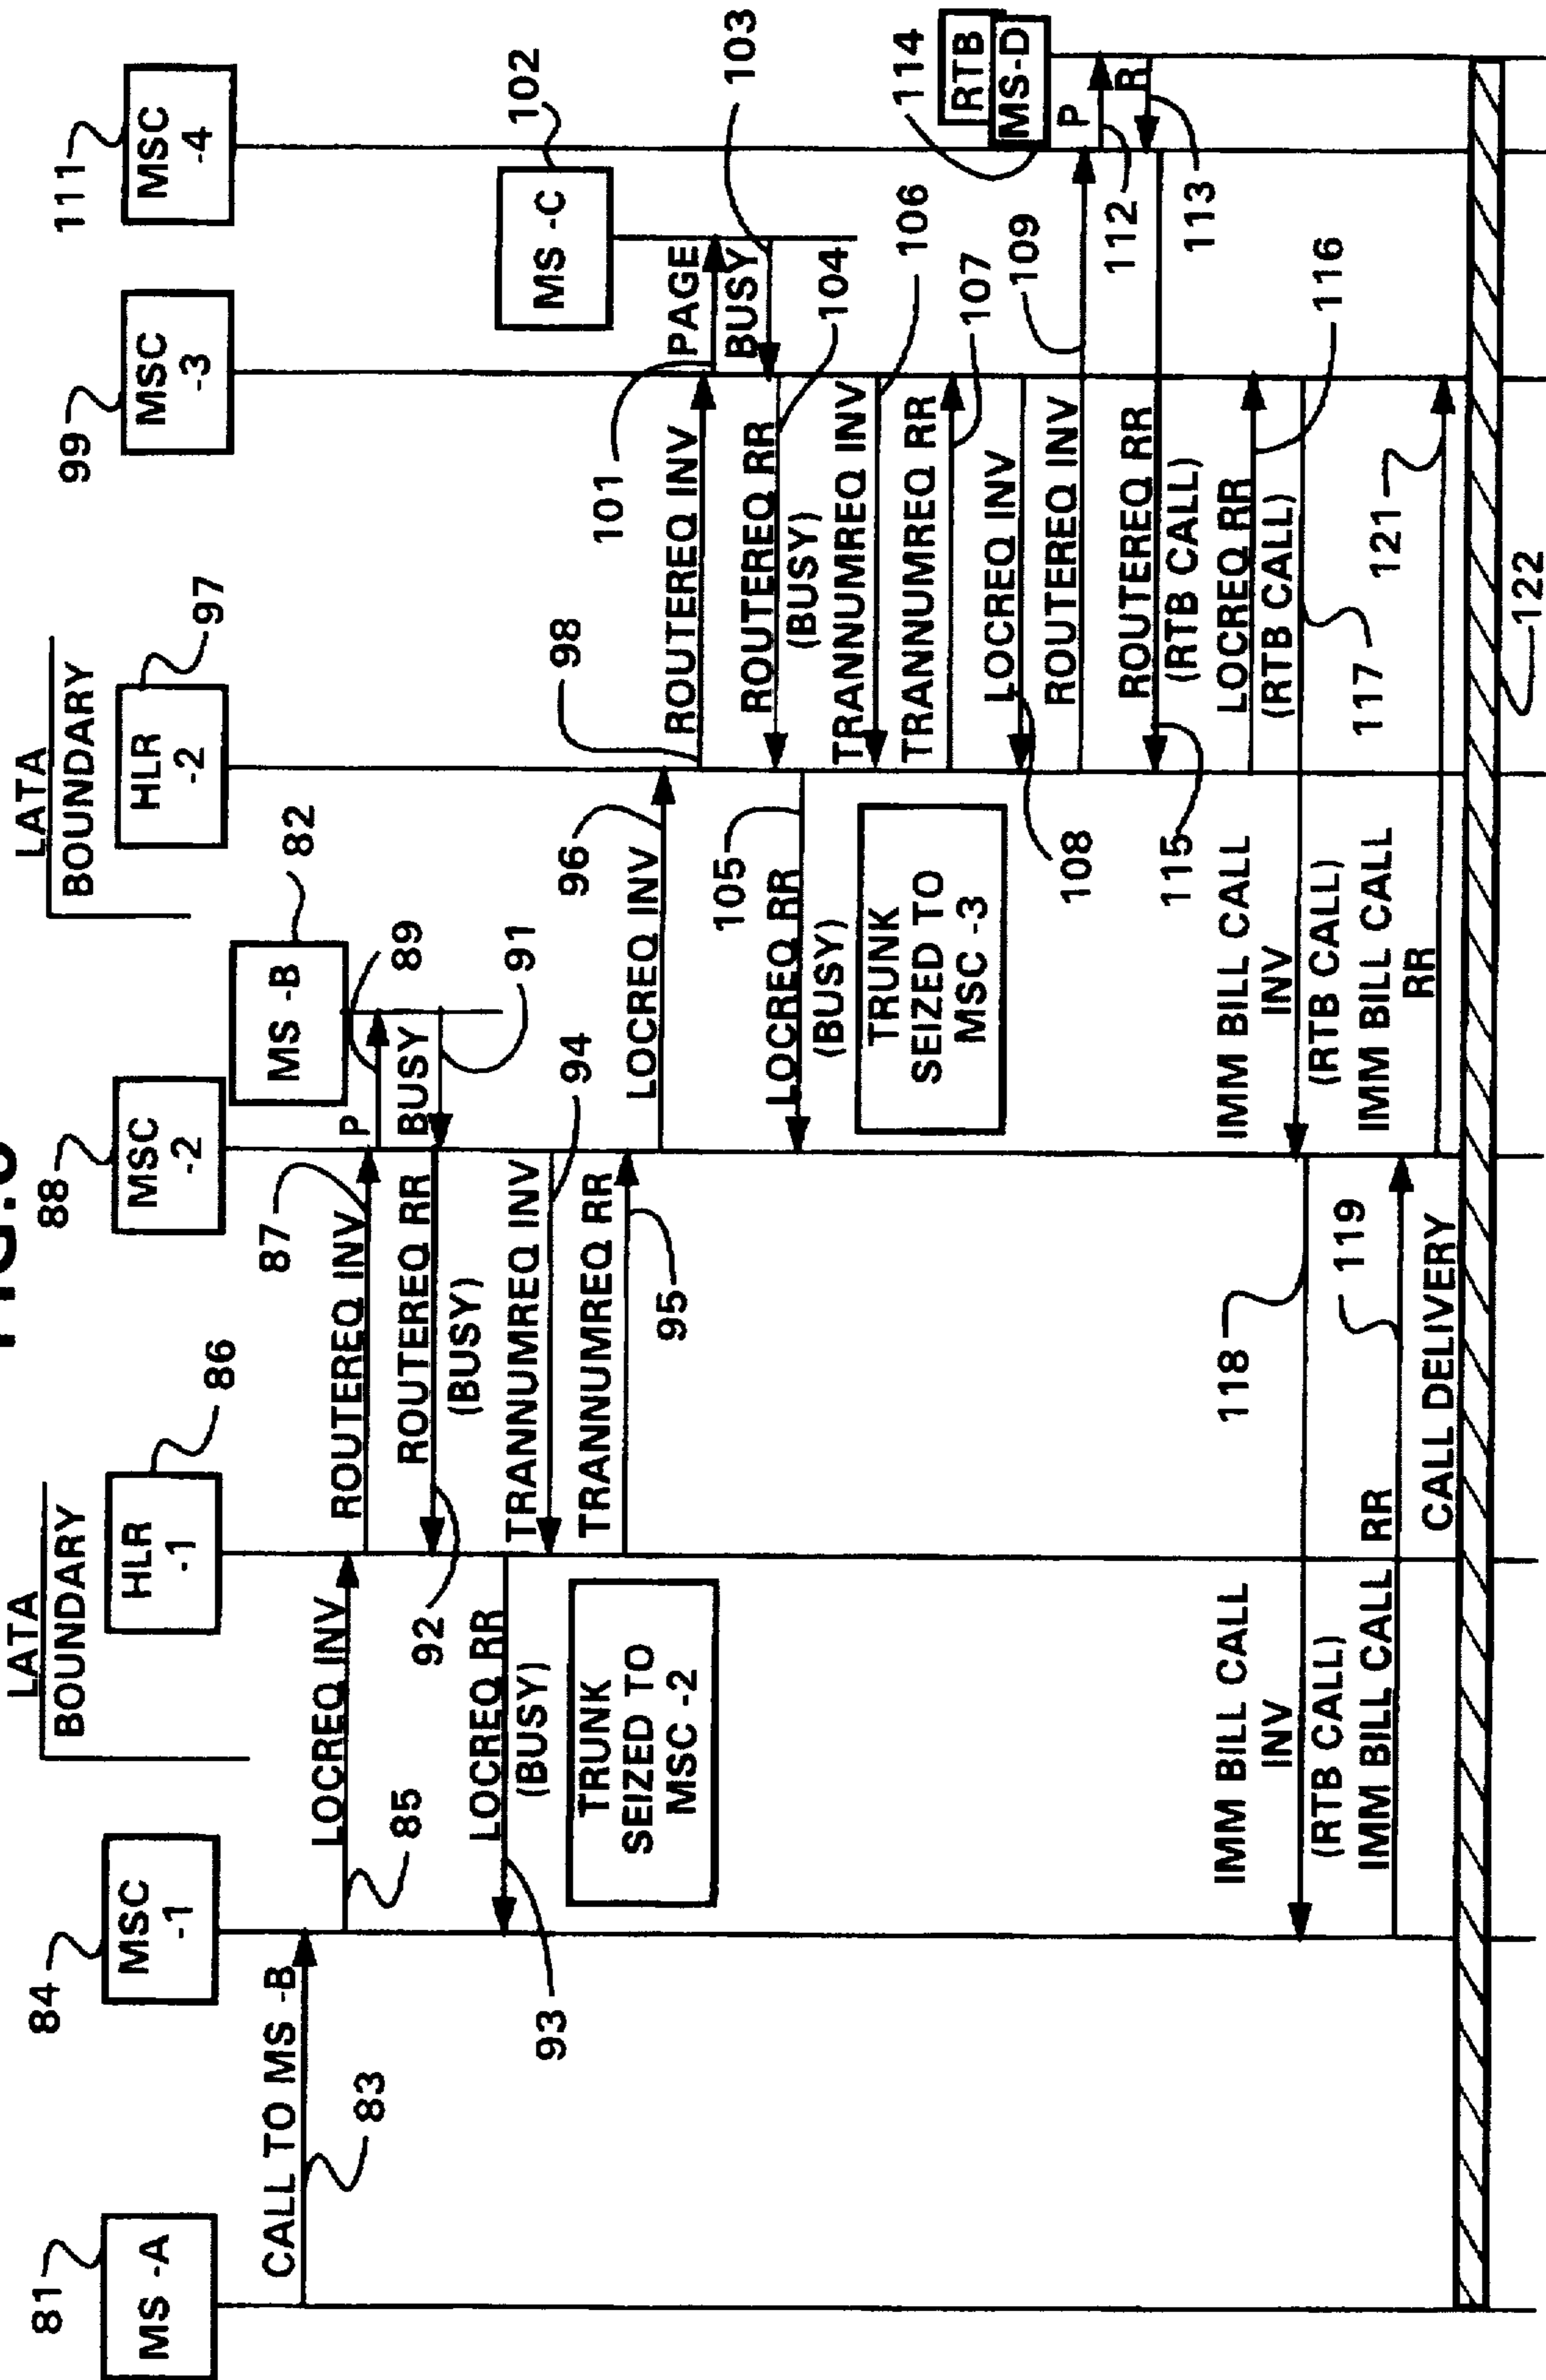 LATA
BOUNDARY
LATA
BOUNDARY
81
MS -A
84
MSC
-1
86
HLR
-1
88
MSC
-2
82
MS -B
97
HLR
-2
99
MSC
-3
102
MS -C
111
MSC
-4
114
RTB
MS-D
CALL TO MS -B
83
LOCREQ INV
85
ROUTEREQ INV
87
P
89
BUSY
91
ROUTEREQ RR
(BUSY)
92
LOCREQ RR
(BUSY)
93
TRUNK
SEIZED TO
MSC -2
TRANNUMREQ INV
94
TRANNUMREQ RR
95
LOCREQ INV
96
ROUTEREQ INV
98
101
PAGE
BUSY
103
ROUTEREQ RR
(BUSY)
104
LOCREQ RR
(BUSY)
105
TRUNK
SEIZED TO
MSC -3
TRANNUMREQ INV
106
TRANNUMREQ RR
107
LOCREQ INV
108
ROUTEREQ INV
109
P
112
R
113
ROUTEREQ RR
(RTB CALL)
115
LOCREQ RR
(RTB CALL)
116
IMM BILL CALL
INV
(RTB CALL)
117
IMM BILL CALL
INV
(RTB CALL)
118
IMM BILL CALL RR
119
IMM BILL CALL
RR
121
CALL DELIVERY
122